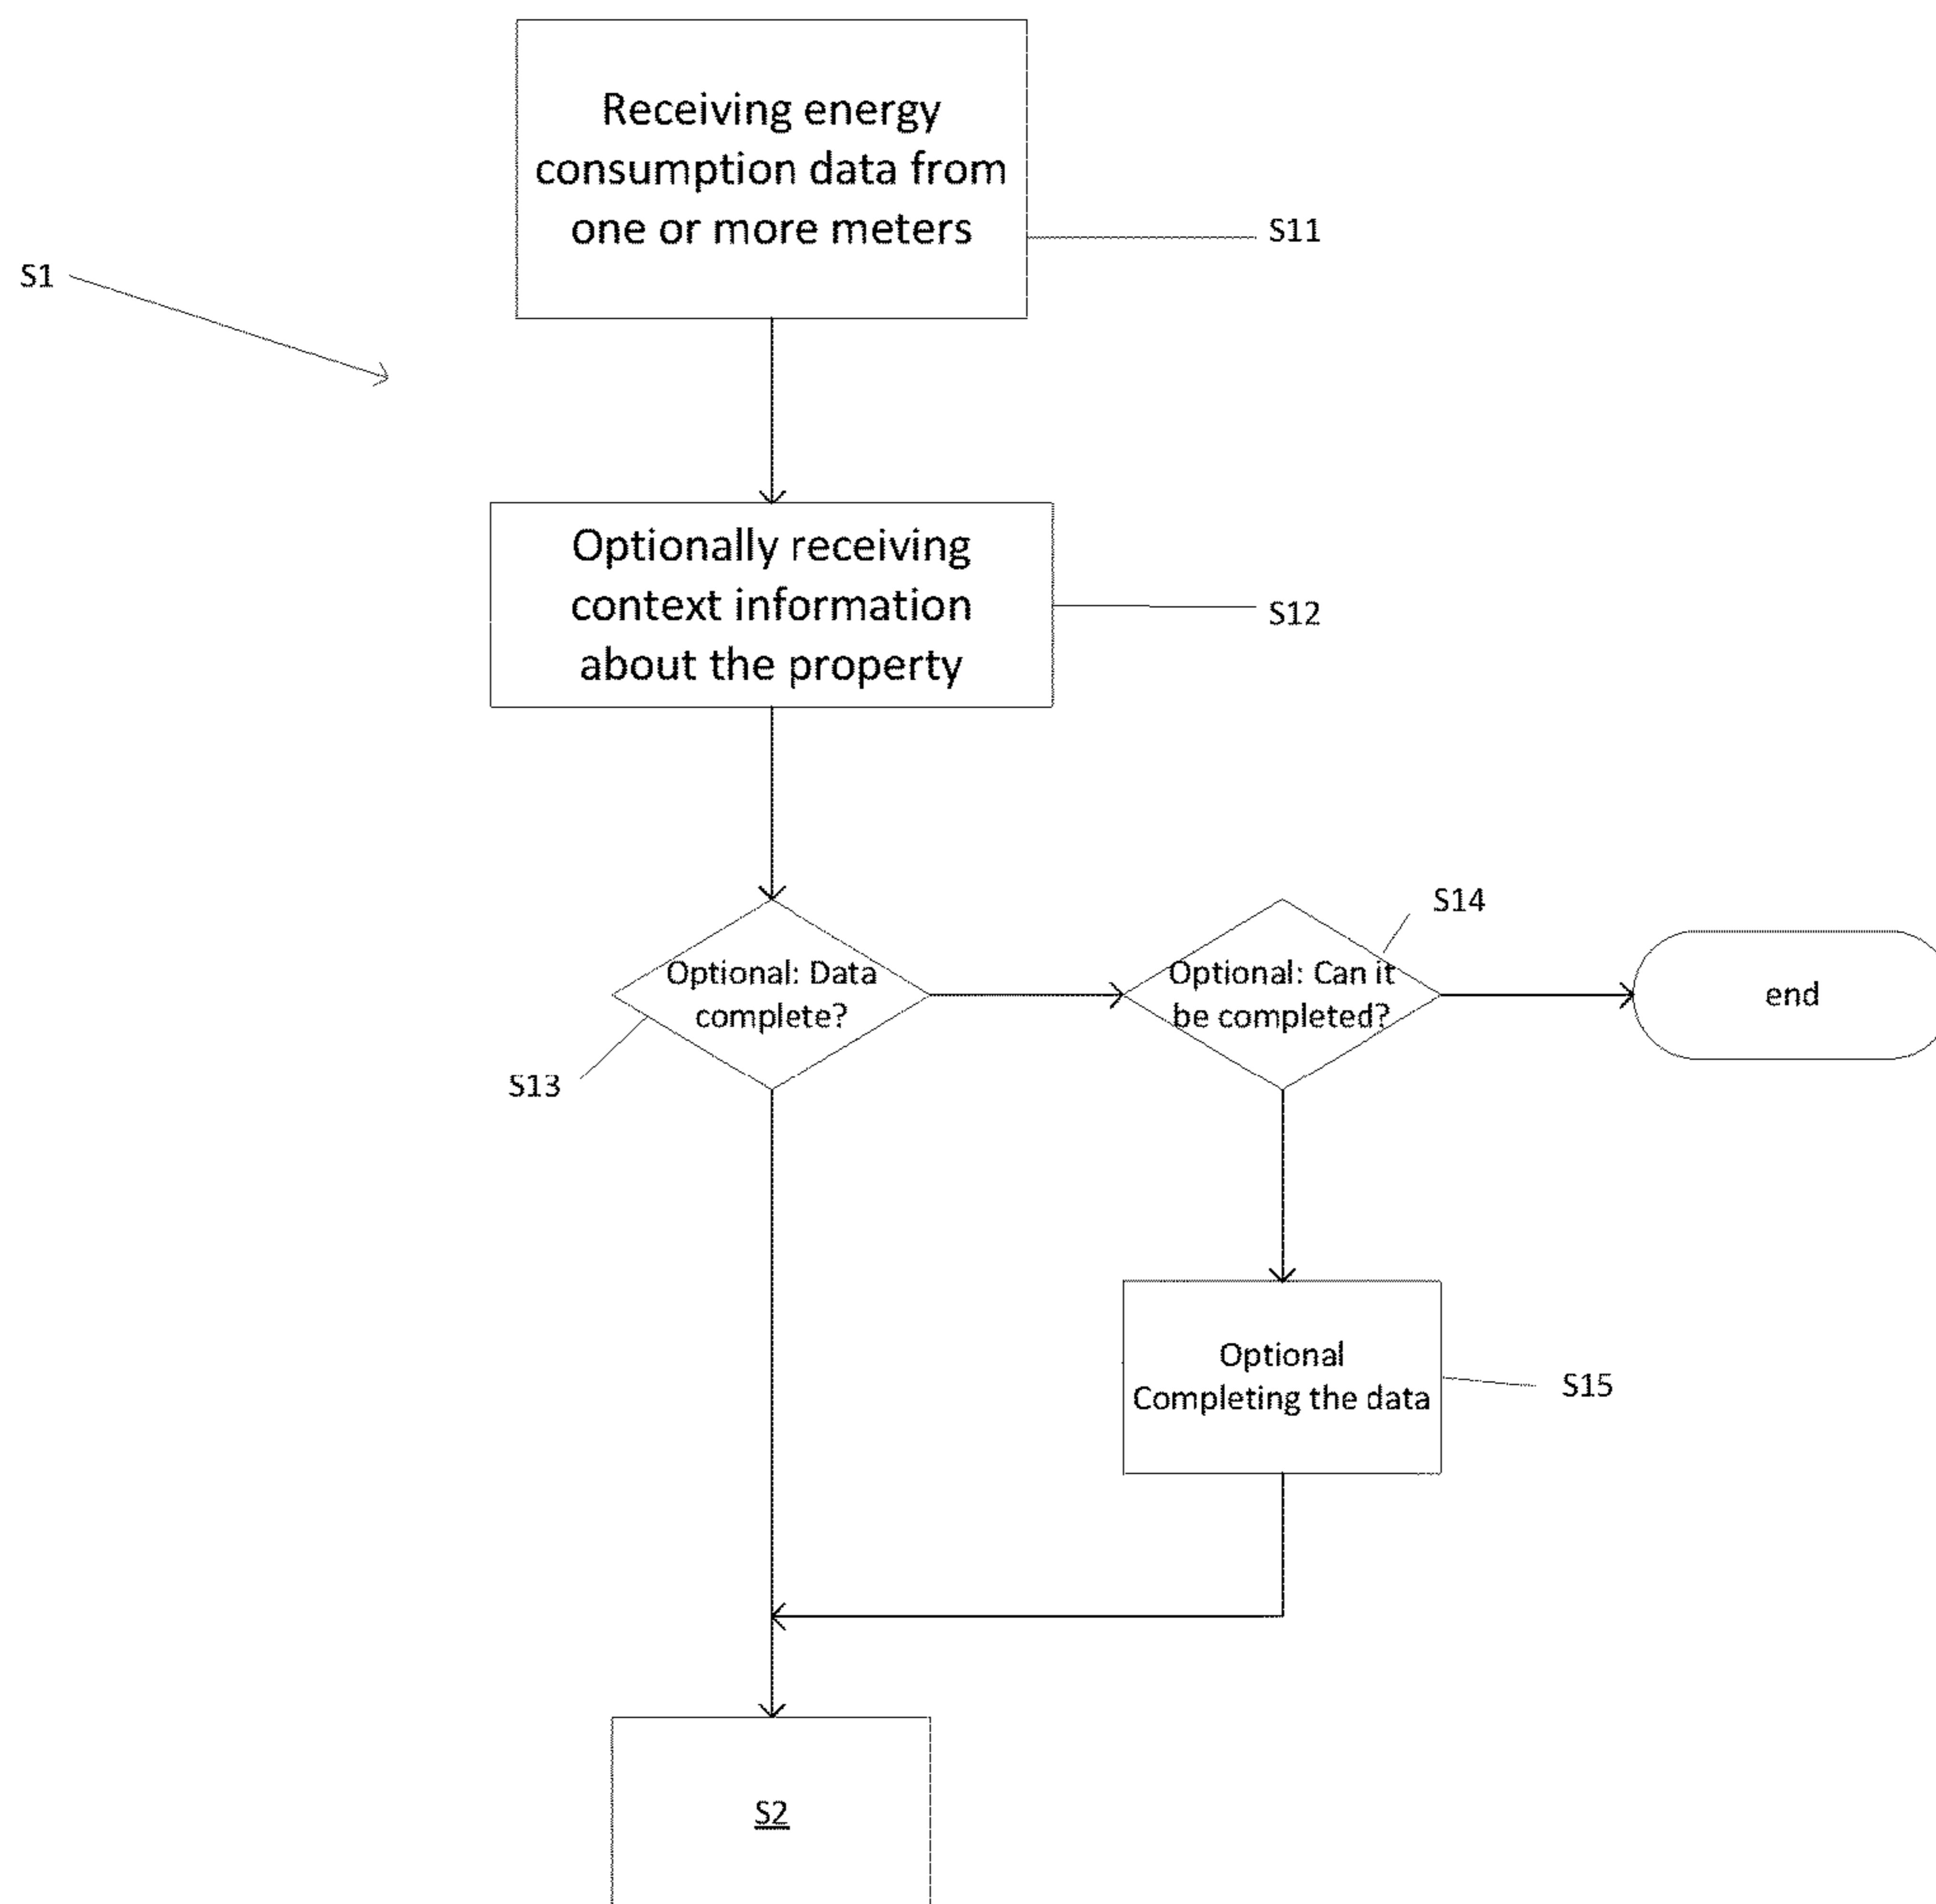 Receiving energy
consumption data from
one or more meters
S11
S1
Optionally receiving
context information
about the property
S12
Optional: Data
complete?
S13
Optional: Can it
be completed?
S14
end
Optional
Completing the data
S15
S2